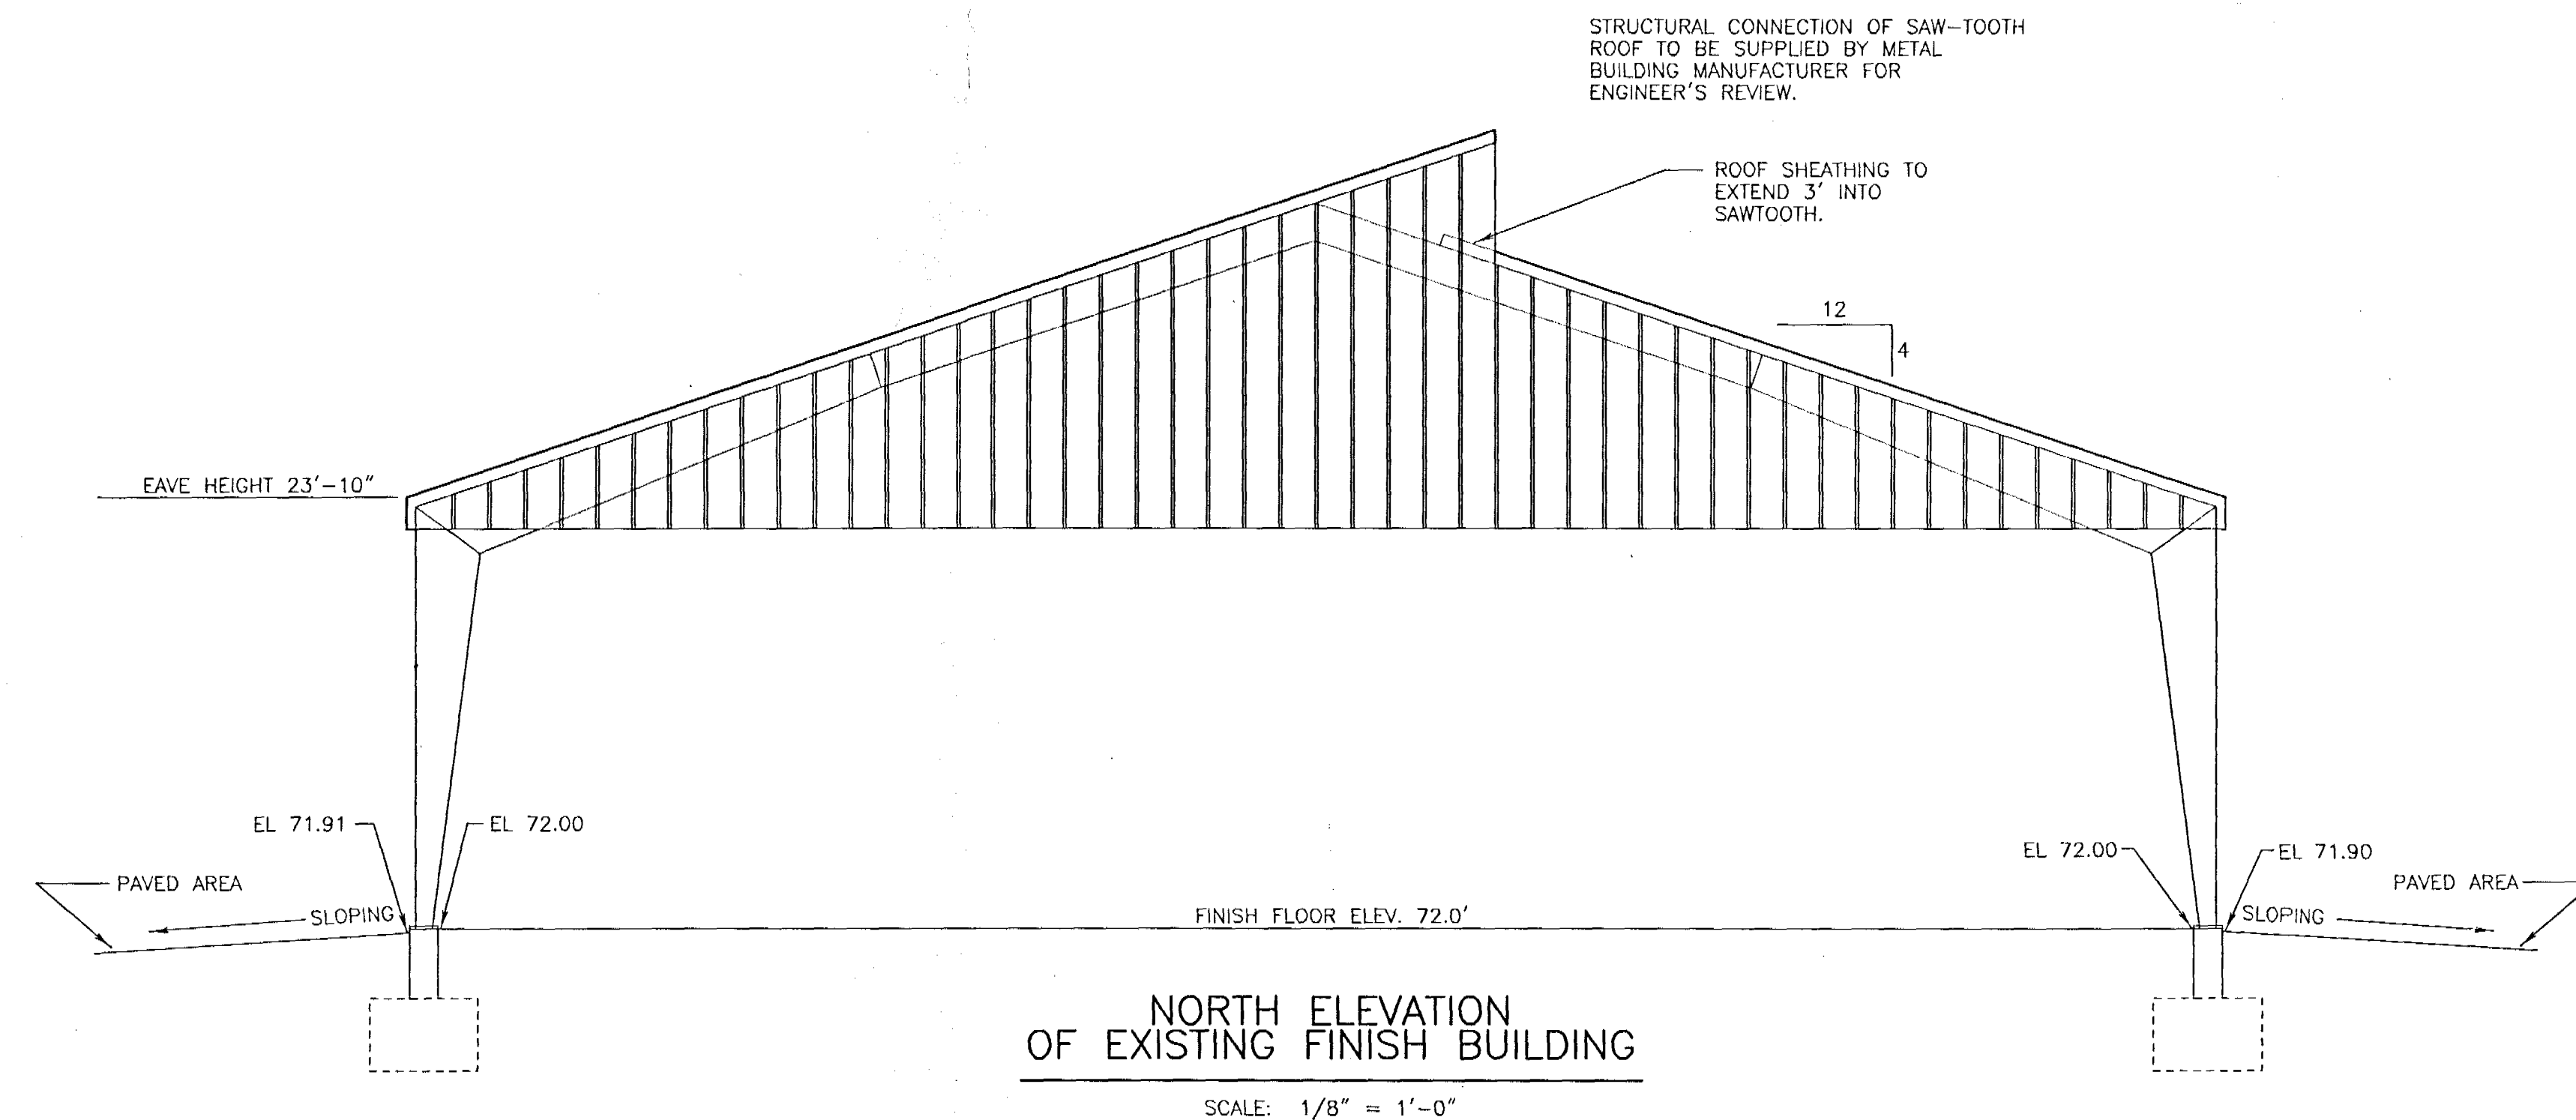 STRUCTURAL CONNECTION OF SAW-TOOTH
ROOF TO BE SUPPLIED BY METAL
BUILDING MANUFACTURER FOR
ENGINEER'S REVIEW.
ROOF SHEATHING TO
EXTEND 3' INTO
SAWTOOTH.
12
4
EAVE HEIGHT 23'-10"
EL 71.91
EL 72.00
EL 72.00
EL 71.90
PAVED AREA
PAVED AREA
SLOPING
FINISH FLOOR ELEV. 72.0'
SLOPING
NORTH ELEVATION
OF EXISTING FINISH BUILDING
SCALE: 1/8" = 1'-0"